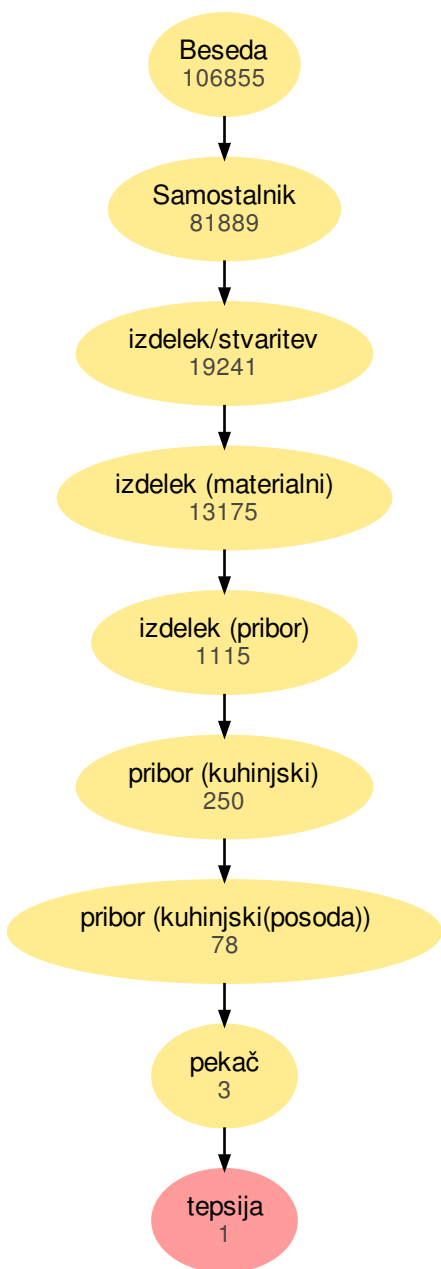 Beseda
106855
Samostalnik
81889
izdelek/stvaritev
19241
izdelek (materialni)
13175
izdelek (pribor)
1115
pribor (kuhinjski)
250
pribor (kuhinjski(posoda))
78
pekač
3
tepsija
1